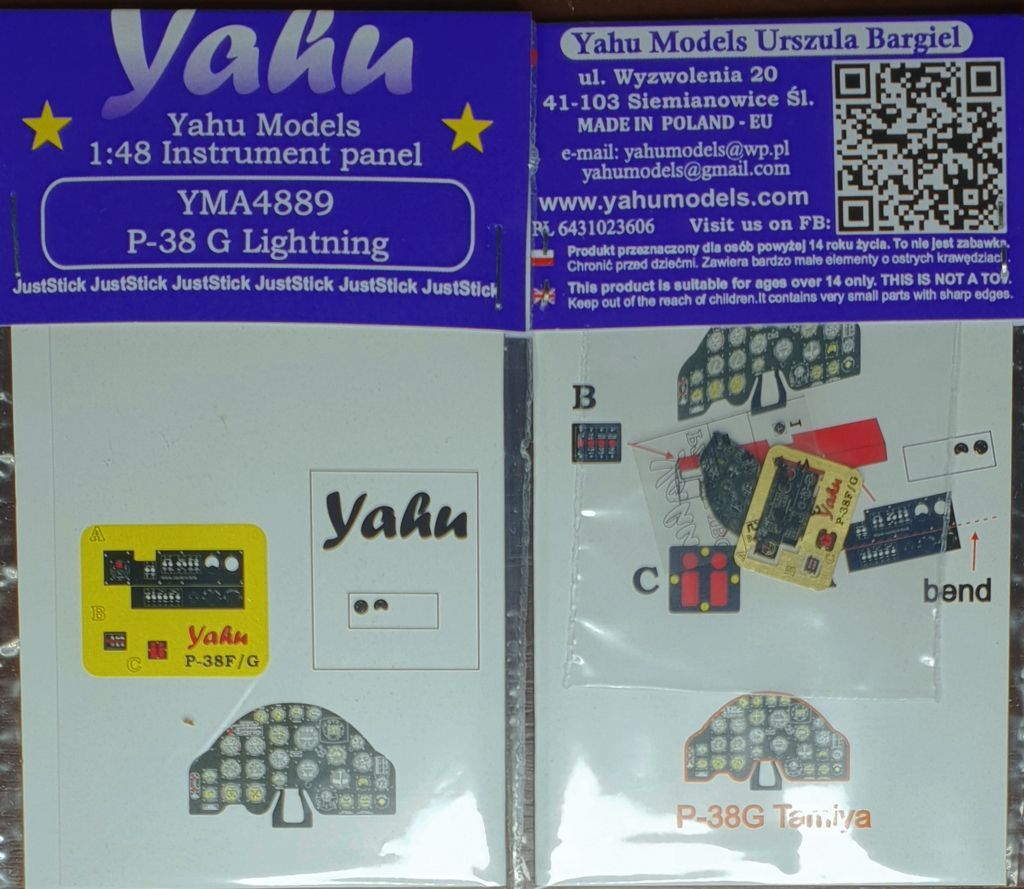 Yahu
Yahu Models
1:48 Instrument panel
YMA4889
P-38 G Lightning
JustStick JustStick JustStick JustStick JustStick JustStick
A
B
C
Yahu
P-38F/G
Yahu
Yahu Models Urszula Bargiel
ul. Wyzwolenia 20
41-103 Siemianowice Śl.
MADE IN POLAND - EU
e-mail: yahumodels@wp.pl
yahumodels@gmail.com
www.yahumodels.com
PL 6431023606 Visit us on FB:
Produkt przeznaczony dla osób powyżej 14 roku życia. To nie jest zabawka.
Chronić przed dziećmi. Zawiera bardzo małe elementy o ostrych krawędziach.
This product is suitable for ages over 14 only. THIS IS NOT A TOY.
Keep out of the reach of children.It contains very small parts with sharp edges.
B
Yahu
P-38F/G
A
B
C
C
bend
P-38G Tamiya